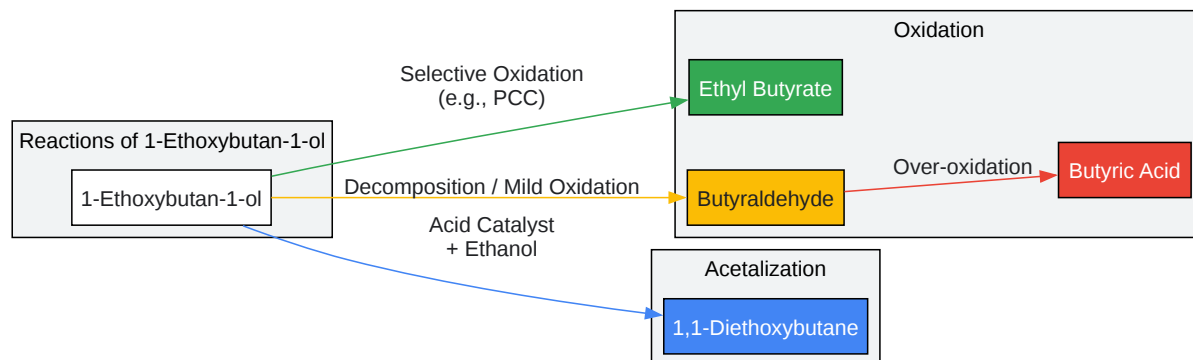 Oxidation
Selective Oxidation
(e.g., PCC)
Ethyl Butyrate
Reactions of 1-Ethoxybutan-1-ol
1-Ethoxybutan-1-ol
Decomposition / Mild Oxidation
Butyraldehyde
Over-oxidation
Butyric Acid
Acid Catalyst
+ Ethanol
Acetalization
1,1-Diethoxybutane